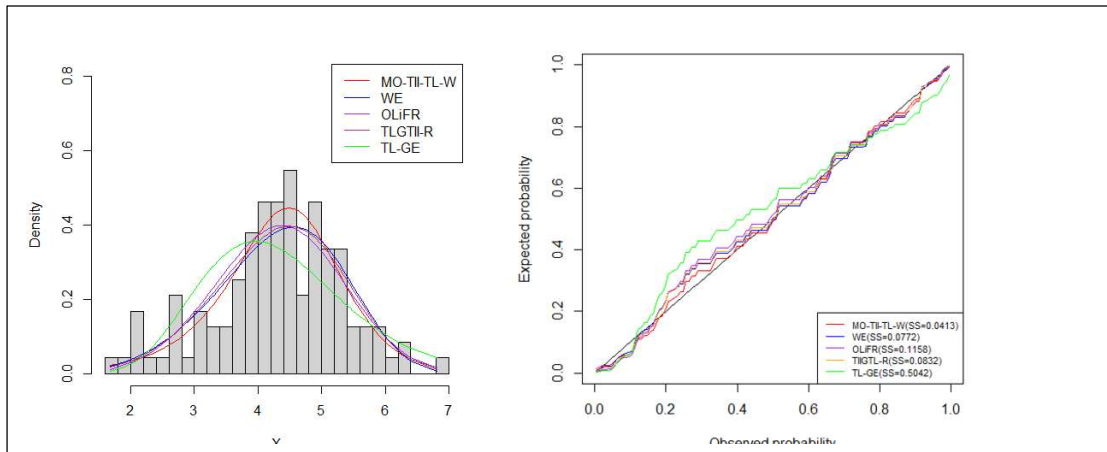 MO-TII-TL-W
WE
OLiFR
TLGTII-R
TL-GE
Density
0.0 0.2 0.4 0.6 0.8
2 3 4 5 6 7
Expected probability
0.0 0.2 0.4 0.6 0.8 1.0
MO-TII-TL-W(SS=0.0413)
WE(SS=0.0772)
OLiFR(SS=0.1158)
TIIGTL-R(SS=0.0832)
TL-GE(SS=0.5042)
0.0 0.2 0.4 0.6 0.8 1.0
Observed probability